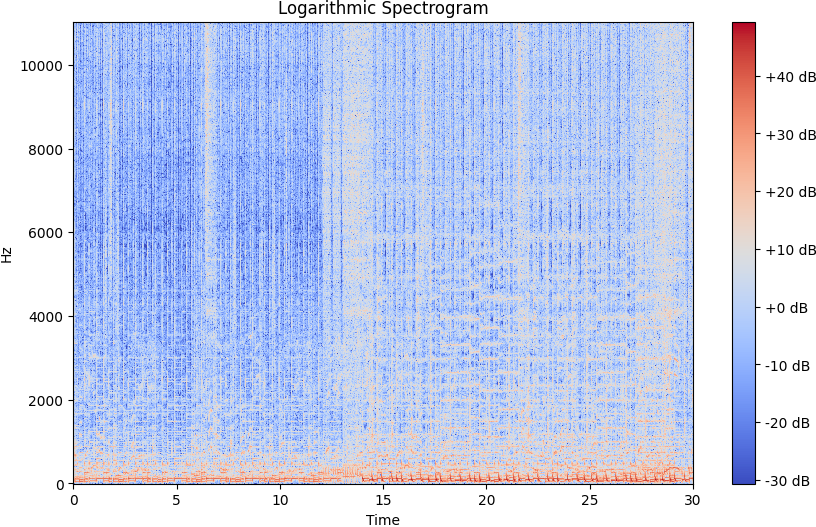 Logarithmic Spectrogram
10000
8000
6000
4000
2000
0
Hz
0 5 10 15 20 25 30
Time
+40 dB
+30 dB
+20 dB
+10 dB
+0 dB
-10 dB
-20 dB
-30 dB